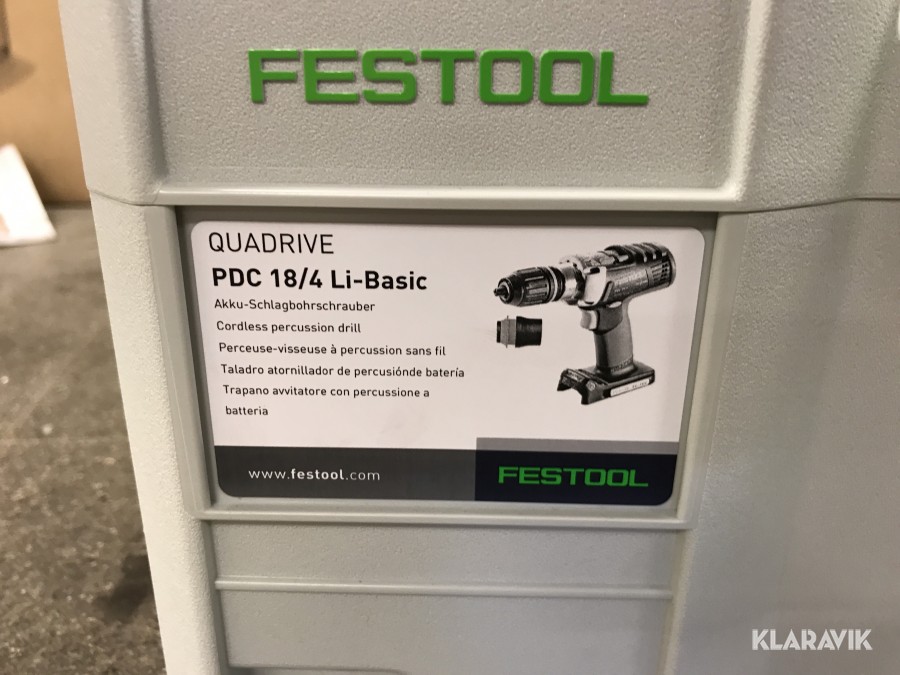 FESTOOL
QUADRIVE
PDC 18/4 Li-Basic
Akku-Schlagbohrschrauber
Cordless percussion drill
Perceuse-visseuse à percussion sans fil
Taladro atornillador de percusiónde batería
Trapano avvitatore con percussione a
batteria
www.festool.com
FESTOOL
KLARAVIK